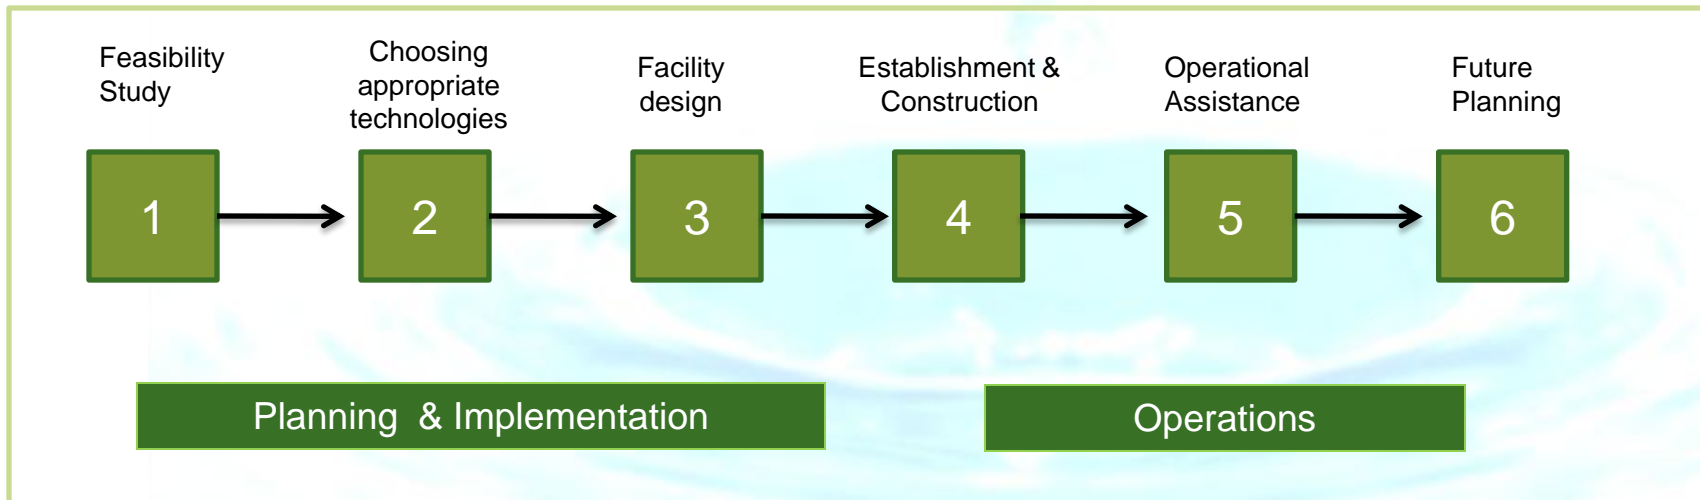 Feasibility
Study
Choosing
appropriate
technologies
Facility
design
Establishment &
Construction
Operational
Assistance
Future
Planning
1
2
3
4
5
6
Planning & Implementation
Operations